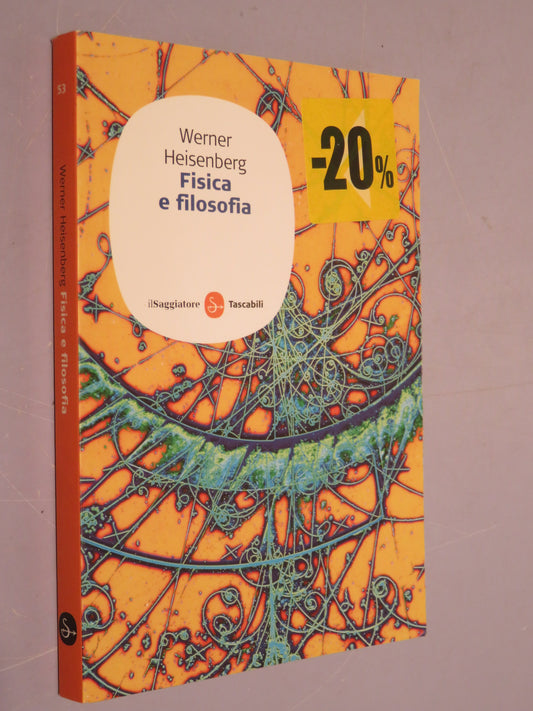 53
Werner Heisenberg Fisica e filosofia
Werner
Heisenberg
Fisica
e filosofia
ilSaggiatore Tascabili
-20%